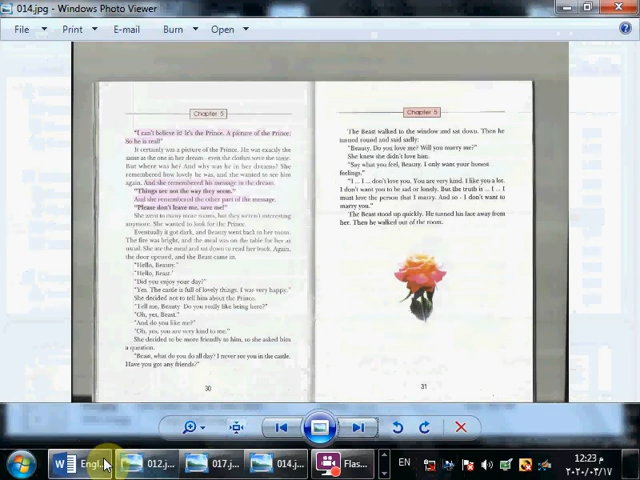 014.jpg - Windows Photo Viewer
File Print E-mail Burn Open
Chapter 5
"I can't believe it! It's the Prince. A picture of the Prince.
So he is real!"
It certainly was a picture of the Prince. He was exactly the
same as the one in her dream - even the clothes were the same.
But where was he? And why was he in her dreams? She
remembered how lovely he was, and she wanted to see him
again. And she remembered his message in the dream.
"Things are not the way they seem."
And she remembered the other part of the message.
"Please don't leave me, save me!"
She went to many more rooms, but they weren't interesting
anymore. She wanted to look for the Prince.
Eventually it got dark, and Beauty went back to her room.
The fire was bright, and the meal was on the table for her as
usual. She ate the meal and sat down to read her book. Again,
the door opened, and the Beast came in.
"Hello, Beauty."
"Hello, Beast."
"Did you enjoy your day?"
"Yes. The castle is full of lovely things. I was very happy."
She decided not to tell him about the Prince.
"Tell me, Beauty. Do you really like being here?"
"Oh, yes, Beast."
"And do you like me?"
"Oh, yes, you are very kind to me."
She decided to be more friendly to him, so she asked him
a question.
"Beast, what do you do all day? I never see you in the castle.
Have you got any friends?"
30
Chapter 5
The Beast walked to the window and sat down. Then he
turned round and said sadly:
"Beauty. Do you love me? Will you marry me?"
She knew she didn't love him.
"Say what you feel, Beauty. I only want your honest
feelings."
"I ... I ... don't love you. You are very kind. I like you a lot.
I don't want you to be sad or lonely. But the truth is ... I ... I
must love the person that I marry. And so - I don't want to
marry you."
The Beast stood up quickly. He turned his face away from
her. Then he walked out of the room.
31
Engl... 012.j... 017.j... 014.j... Flas... EN
12:23 م
٢٠٢٠/٠٣/١٧